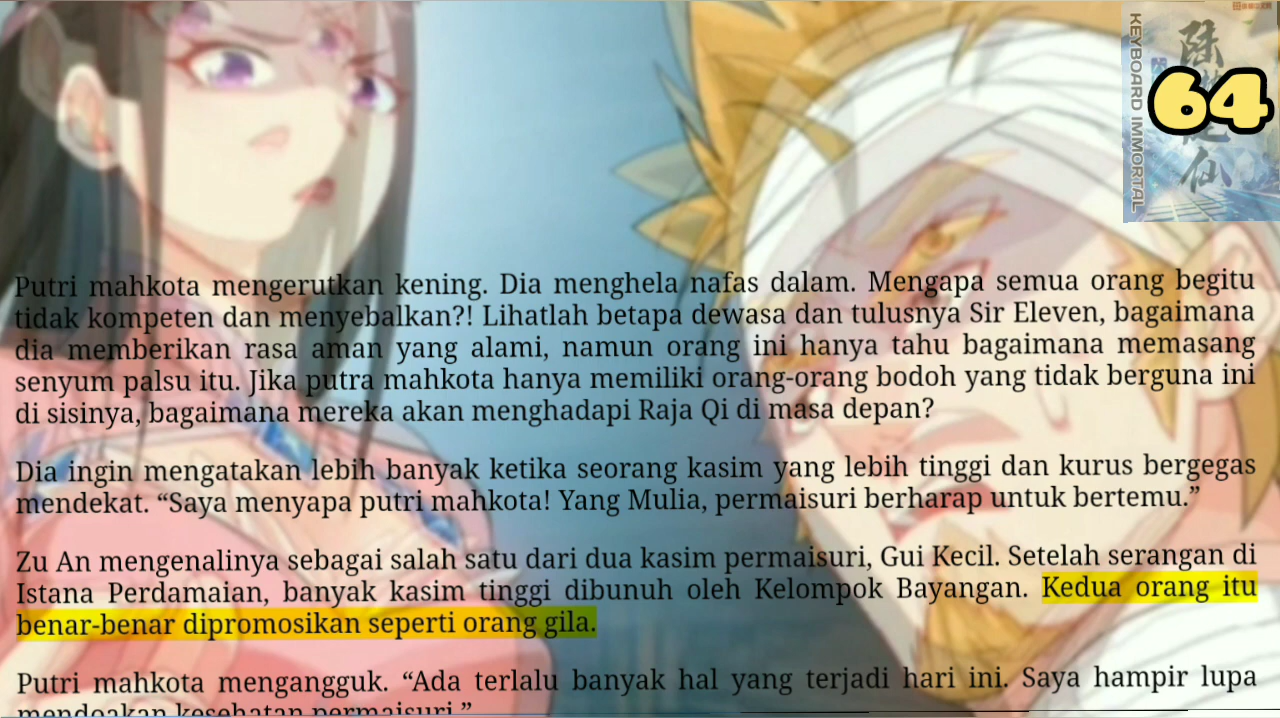 KEYBOARD IMMORTAL
64
Putri mahkota mengerutkan kening. Dia menghela nafas dalam. Mengapa semua orang begitu
tidak kompeten dan menyebalkan?! Lihatlah betapa dewasa dan tulusnya Sir Eleven, bagaimana
dia memberikan rasa aman yang alami, namun orang ini hanya tahu bagaimana memasang
senyum palsu itu. Jika putra mahkota hanya memiliki orang-orang bodoh yang tidak berguna ini
di sisinya, bagaimana mereka akan menghadapi Raja Qi di masa depan?
Dia ingin mengatakan lebih banyak ketika seorang kasim yang lebih tinggi dan kurus bergegas
mendekat. “Saya menyapa putri mahkota! Yang Mulia, permaisuri berharap untuk bertemu.”
Zu An mengenalinya sebagai salah satu dari dua kasim permaisuri, Gui Kecil. Setelah serangan di
Istana Perdamaian, banyak kasim tinggi dibunuh oleh Kelompok Bayangan. Kedua orang itu
benar-benar dipromosikan seperti orang gila.
Putri mahkota mengangguk. “Ada terlalu banyak hal yang terjadi hari ini. Saya hampir lupa
mendoakan kesehatan permaisuri.”